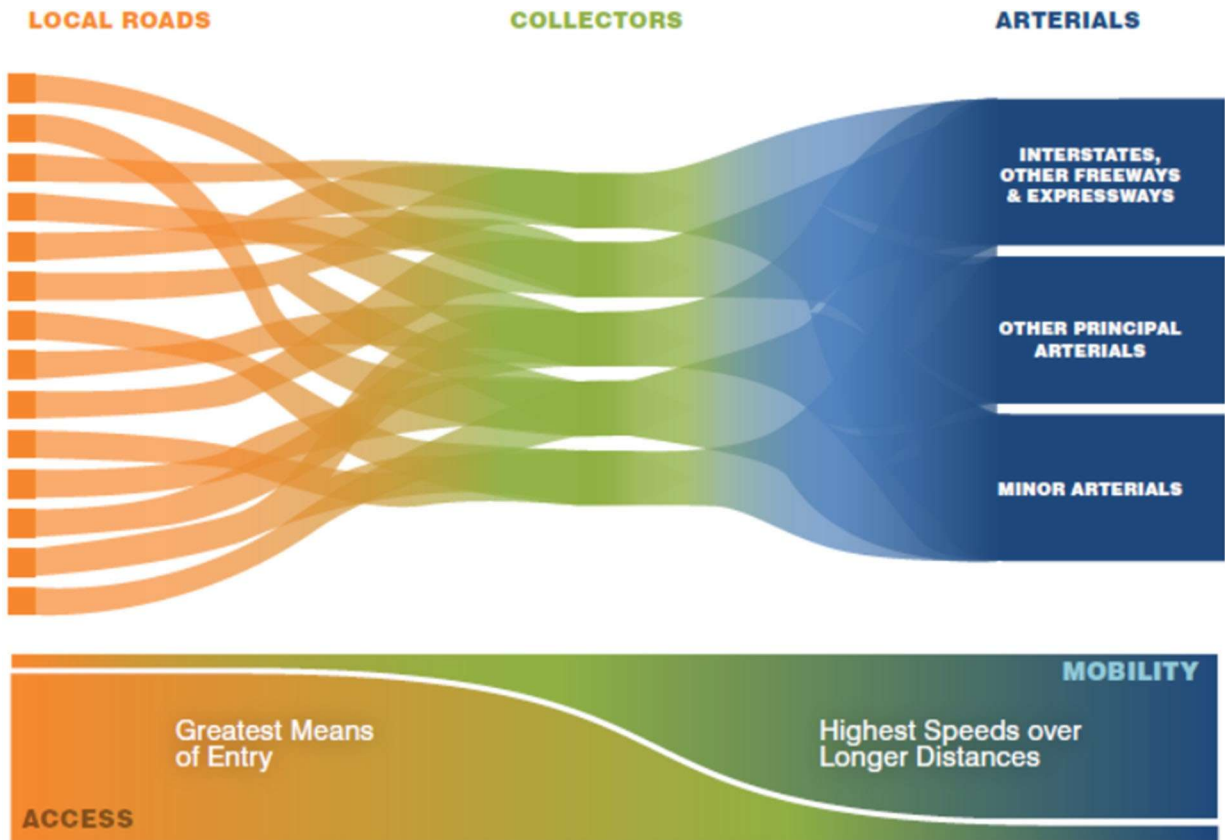 LOCAL ROADS
COLLECTORS
ARTERIALS
INTERSTATES,
OTHER FREEWAYS
& EXPRESSWAYS
OTHER PRINCIPAL
ARTERIALS
MINOR ARTERIALS
MOBILITY
Greatest Means
of Entry
Highest Speeds over
Longer Distances
ACCESS